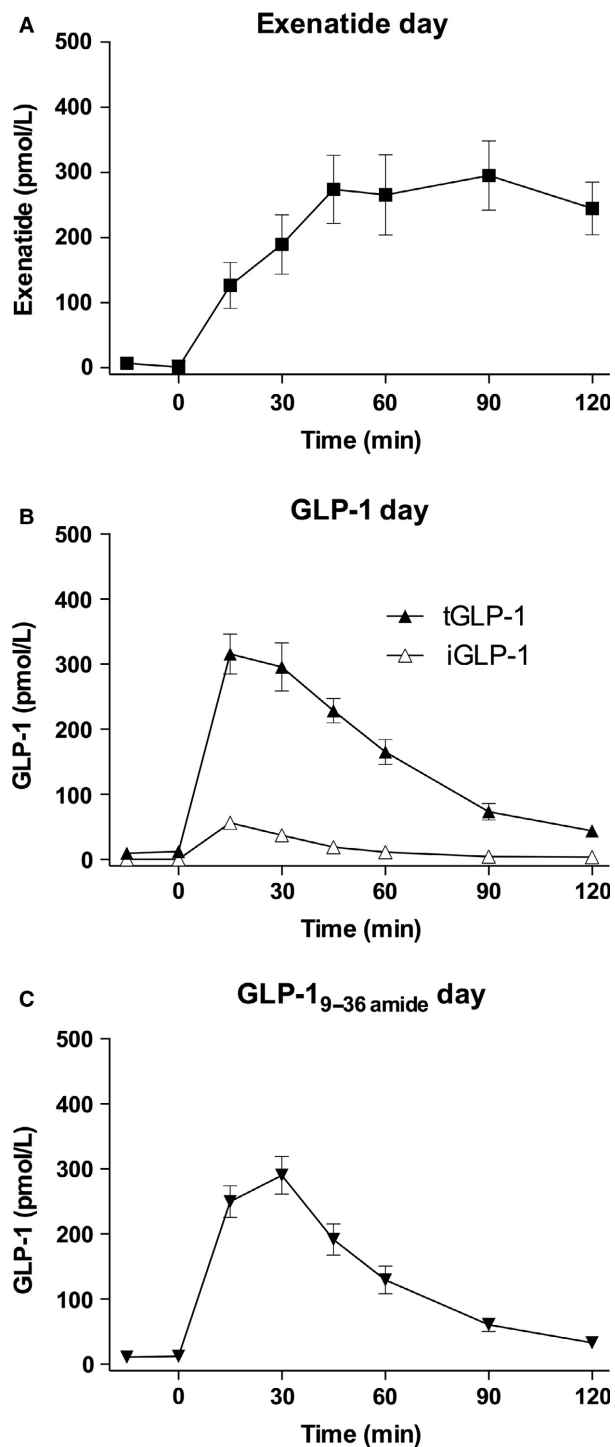 A
Exenatide day
500
400
300
200
100
0
Exenatide (pmol/L)
0 30 60 90 120
Time (min)
B
GLP-1 day
500
400
300
200
100
0
GLP-1 (pmol/L)
tGLP-1
iGLP-1
0 30 60 90 120
Time (min)
C
GLP-1₉₋₃₆ amide day
500
400
300
200
100
0
GLP-1 (pmol/L)
0 30 60 90 120
Time (min)